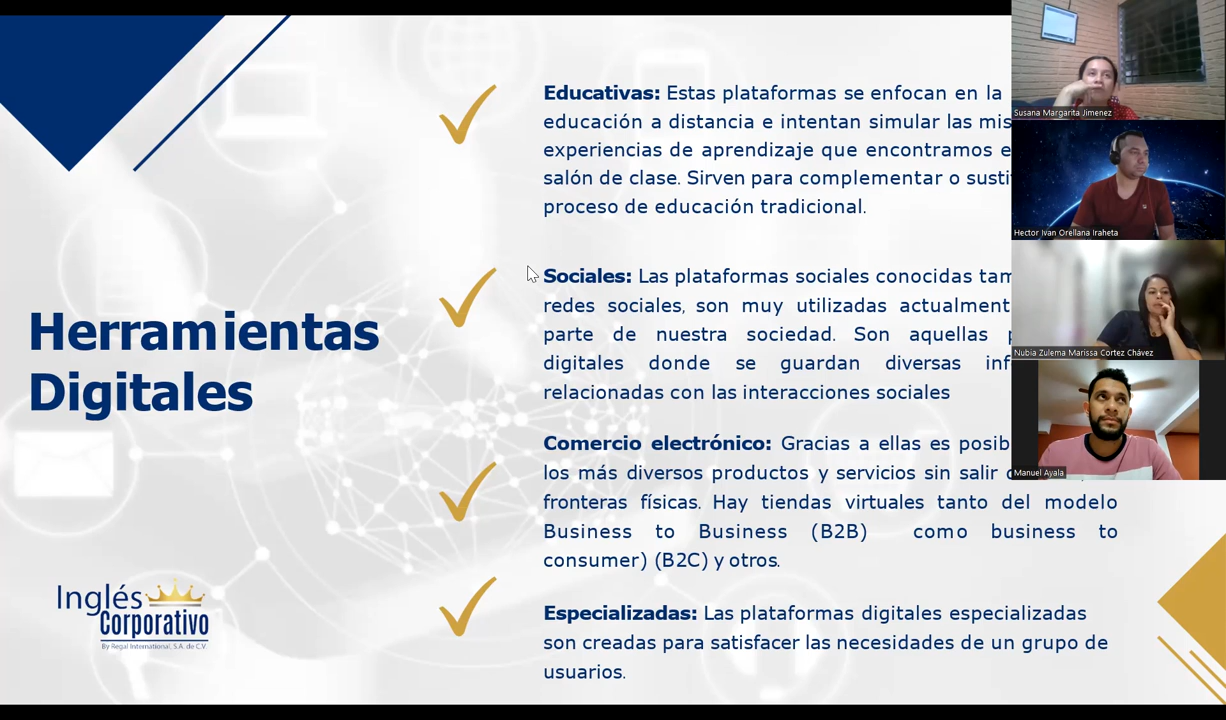 Herramientas
Digitales
Educativas: Estas plataformas se enfocan en la
educación a distancia e intentan simular las
experiencias de aprendizaje que encontramos
salón de clase. Sirven para complementar o
proceso de educación tradicional.
Sociales: Las plataformas sociales conocidas
redes sociales, son muy utilizadas
parte de nuestra sociedad. Son aquellas
digitales donde se guardan diversas
relacionadas con las interacciones sociales
Comercio electrónico: Gracias a ellas es
los más diversos productos y servicios sin salir
fronteras físicas. Hay tiendas virtuales tanto del modelo
Business to Business (B2B) como business to
consumer) (B2C) y otros.
Especializadas: Las plataformas digitales especializadas
son creadas para satisfacer las necesidades de un grupo de
usuarios.
Inglés
Corporativo
By Regal International, S.A. de C.V.
Susana Margarita Jimenez
Hector Ivan Orellana Iraheta
Nubia Zulema Marissa Cortez Chávez
Manuel Ayala